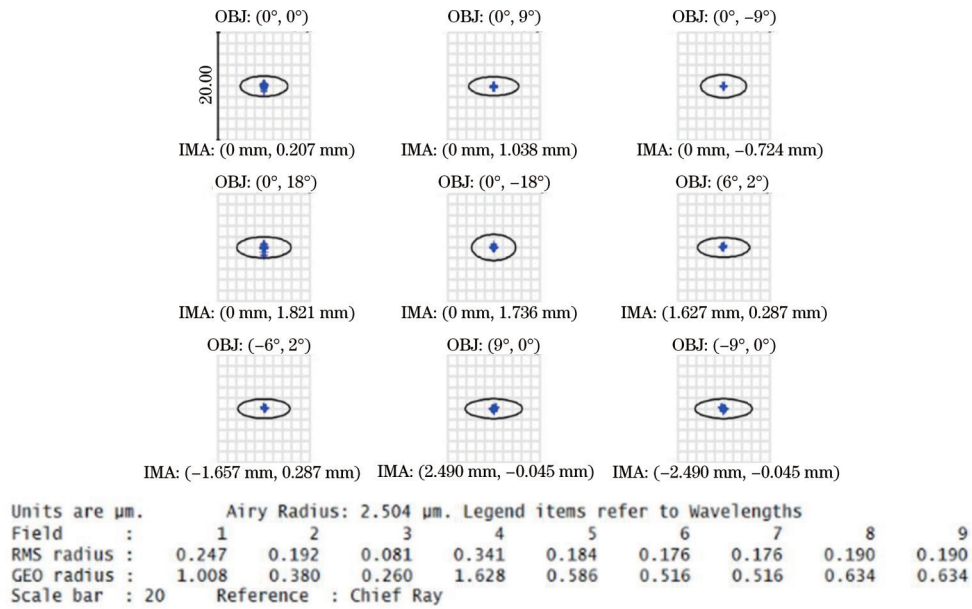 OBJ: (0°, 0°) OBJ: (0°, 9°) OBJ: (0°, −9°)
20.00
IMA: (0 mm, 0.207 mm) IMA: (0 mm, 1.038 mm) IMA: (0 mm, −0.724 mm)
OBJ: (0°, 18°) OBJ: (0°, −18°) OBJ: (6°, 2°)
IMA: (0 mm, 1.821 mm) IMA: (0 mm, 1.736 mm) IMA: (1.627 mm, 0.287 mm)
OBJ: (−6°, 2°) OBJ: (9°, 0°) OBJ: (−9°, 0°)
IMA: (−1.657 mm, 0.287 mm) IMA: (2.490 mm, −0.045 mm) IMA: (−2.490 mm, −0.045 mm)
Units are µm. Airy Radius: 2.504 µm. Legend items refer to Wavelengths
Field : 1 2 3 4 5 6 7 8 9
RMS radius : 0.247 0.192 0.081 0.341 0.184 0.176 0.176 0.190 0.190
GEO radius : 1.008 0.380 0.260 1.628 0.586 0.516 0.516 0.634 0.634
Scale bar : 20 Reference : Chief Ray